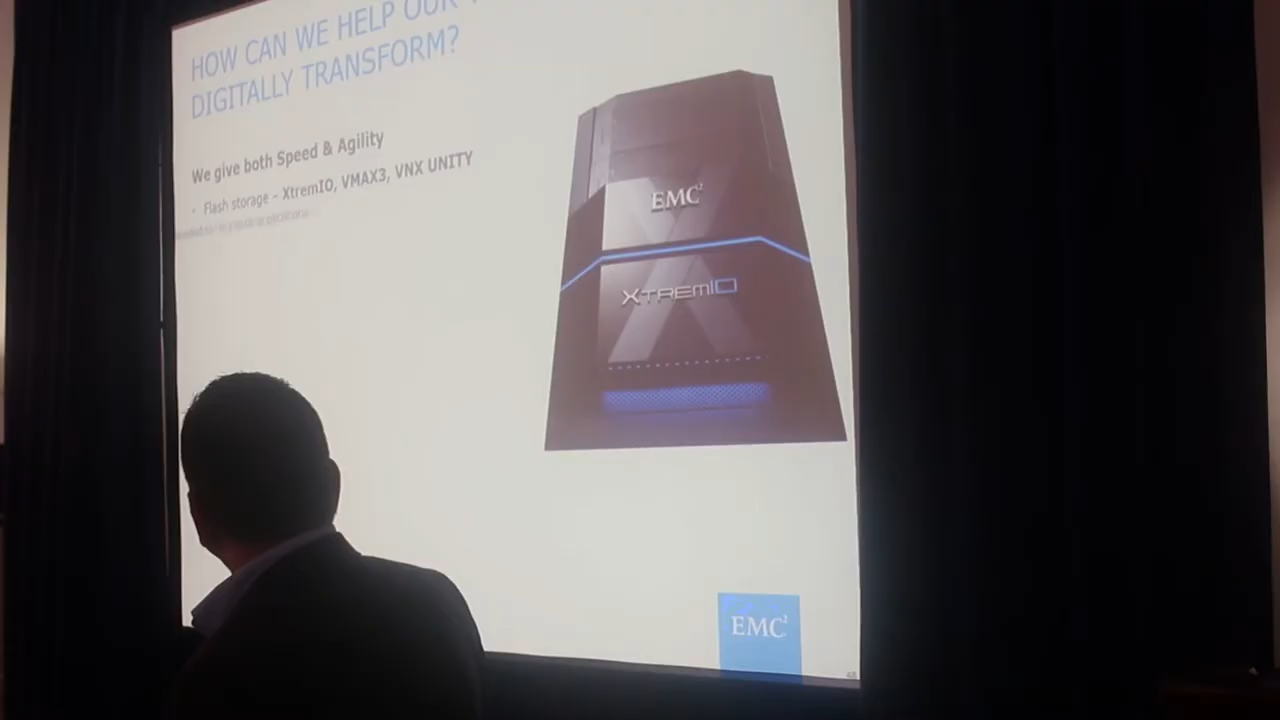 HOW CAN WE HELP OUR
DIGITALLY TRANSFORM?
We give both Speed & Agility
- Flash storage – XtremIO, VMAX3, VNX UNITY
EMC²
XTREMIO
EMC²
48